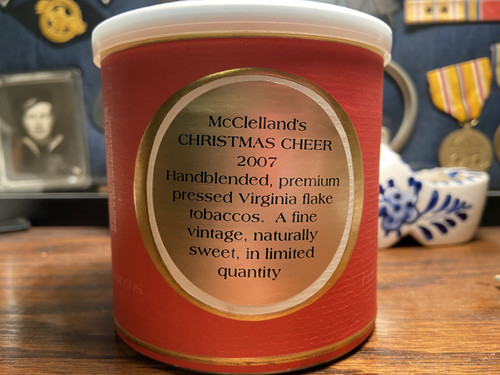 McClelland's
CHRISTMAS CHEER
2007
Handblended, premium
pressed Virginia flake
tobaccos. A fine
vintage, naturally
sweet, in limited
quantity